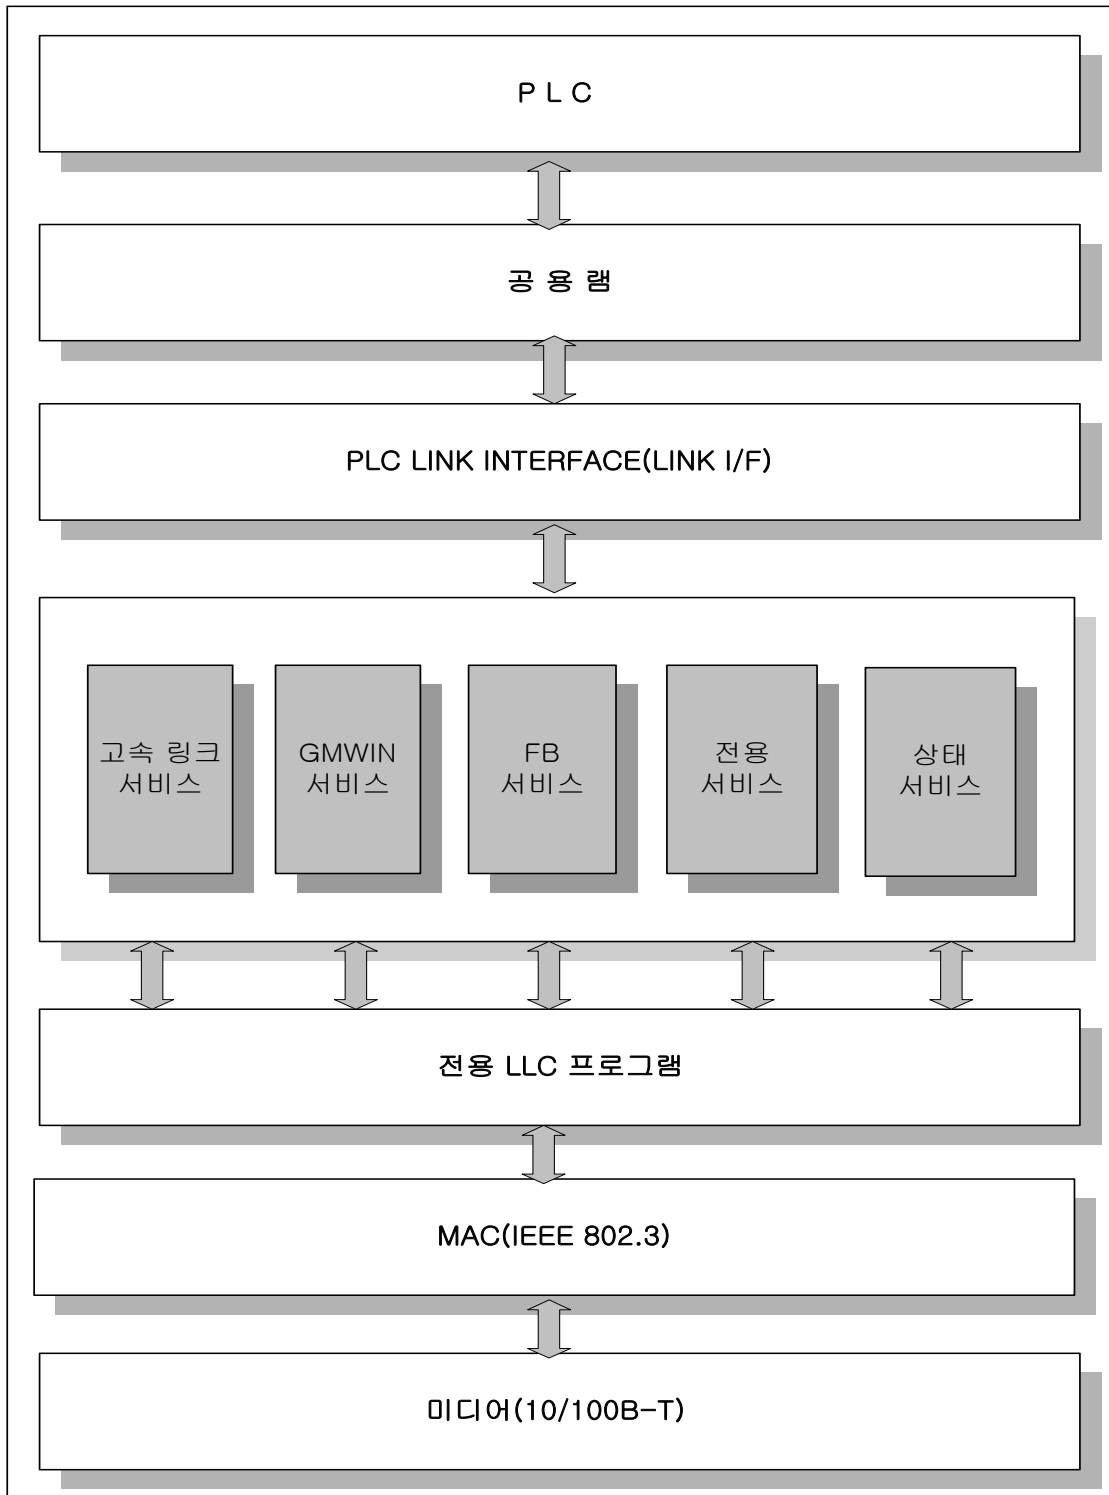 P L C
공 용 램
PLC LINK INTERFACE(LINK I/F)
고속 링크
서비스
GMWIN
서비스
FB
서비스
전용
서비스
상태
서비스
전용 LLC 프로그램
MAC(IEEE 802.3)
미디어(10/100B-T)